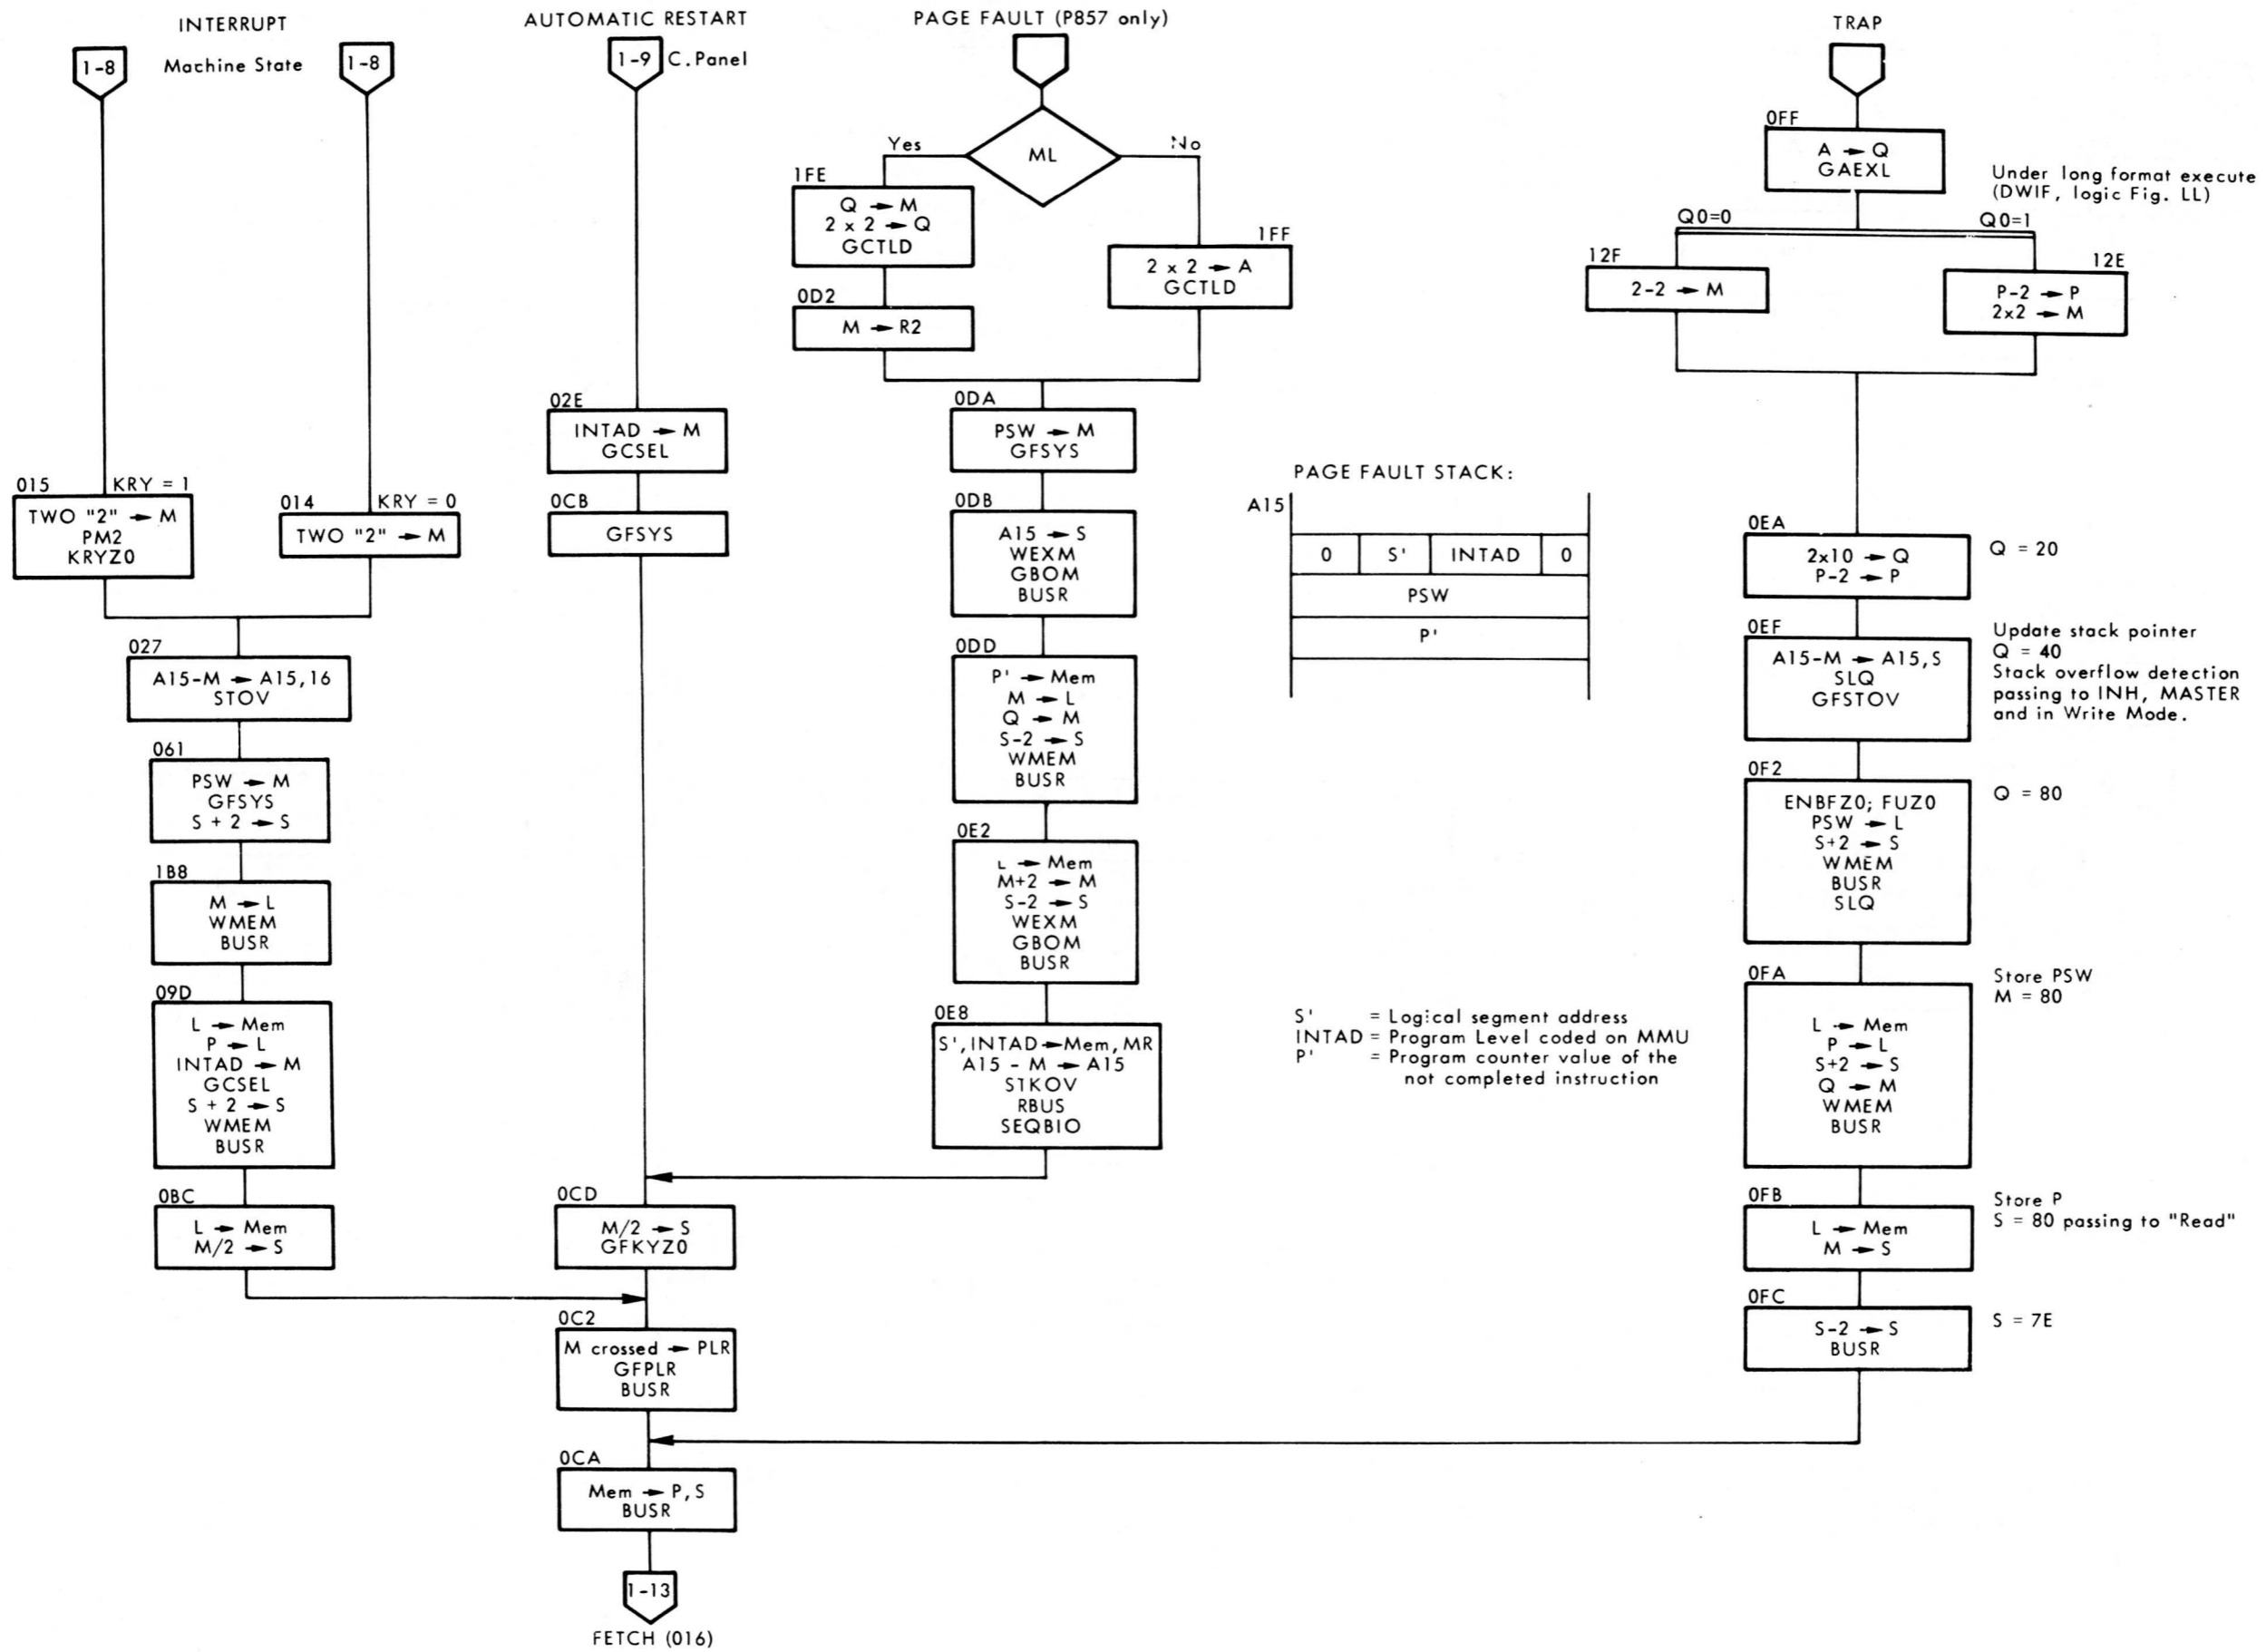 INTERRUPT
1-8
Machine State
1-8
015
KRY = 1
TWO "2" → M
PM2
KRYZ0
014
KRY = 0
TWO "2" → M
027
A15-M → A15,16
STOV
061
PSW → M
GFSYS
S + 2 → S
1B8
M → L
WMEM
BUSR
09D
L → Mem
P → L
INTAD → M
GCSEL
S + 2 → S
WMEM
BUSR
0BC
L → Mem
M/2 → S
AUTOMATIC RESTART
1-9
C.Panel
02E
INTAD → M
GCSEL
0CB
GFSYS
0CD
M/2 → S
GFKYZ0
0C2
M crossed → PLR
GFPLR
BUSR
0CA
Mem → P,S
BUSR
1-13
FETCH (016)
PAGE FAULT (P857 only)
ML
Yes
No
1FE
Q → M
2 x 2 → Q
GCTLD
0D2
M → R2
1FF
2 x 2 → A
GCTLD
0DA
PSW → M
GFSYS
0DB
A15 → S
WEXM
GBOM
BUSR
0DD
P' → Mem
M → L
Q → M
S-2 → S
WMEM
BUSR
0E2
L → Mem
M+2 → M
S-2 → S
WEXM
GBOM
BUSR
0E8
S',INTAD→Mem,MR
A15 - M → A15
STKOV
RBUS
SEQBIO
PAGE FAULT STACK:
A15
0 S' INTAD 0
PSW
P'
S' = Logical segment address
INTAD = Program Level coded on MMU
P' = Program counter value of the
not completed instruction
TRAP
0FF
A → Q
GAEXL
Under long format execute
(DWIF, logic Fig. LL)
Q0=0
Q0=1
12F
2-2 → M
12E
P-2 → P
2x2 → M
0EA
2x10 → Q
P-2 → P
Q = 20
0EF
A15-M → A15,S
SLQ
GFSTOV
Update stack pointer
Q = 40
Stack overflow detection
passing to INH, MASTER
and in Write Mode.
0F2
ENBFZ0; FUZ0
PSW → L
S+2 → S
WMEM
BUSR
SLQ
Q = 80
0FA
L → Mem
P → L
S+2 → S
Q → M
WMEM
BUSR
Store PSW
M = 80
0FB
L → Mem
M → S
Store P
S = 80 passing to "Read"
0FC
S-2 → S
BUSR
S = 7E